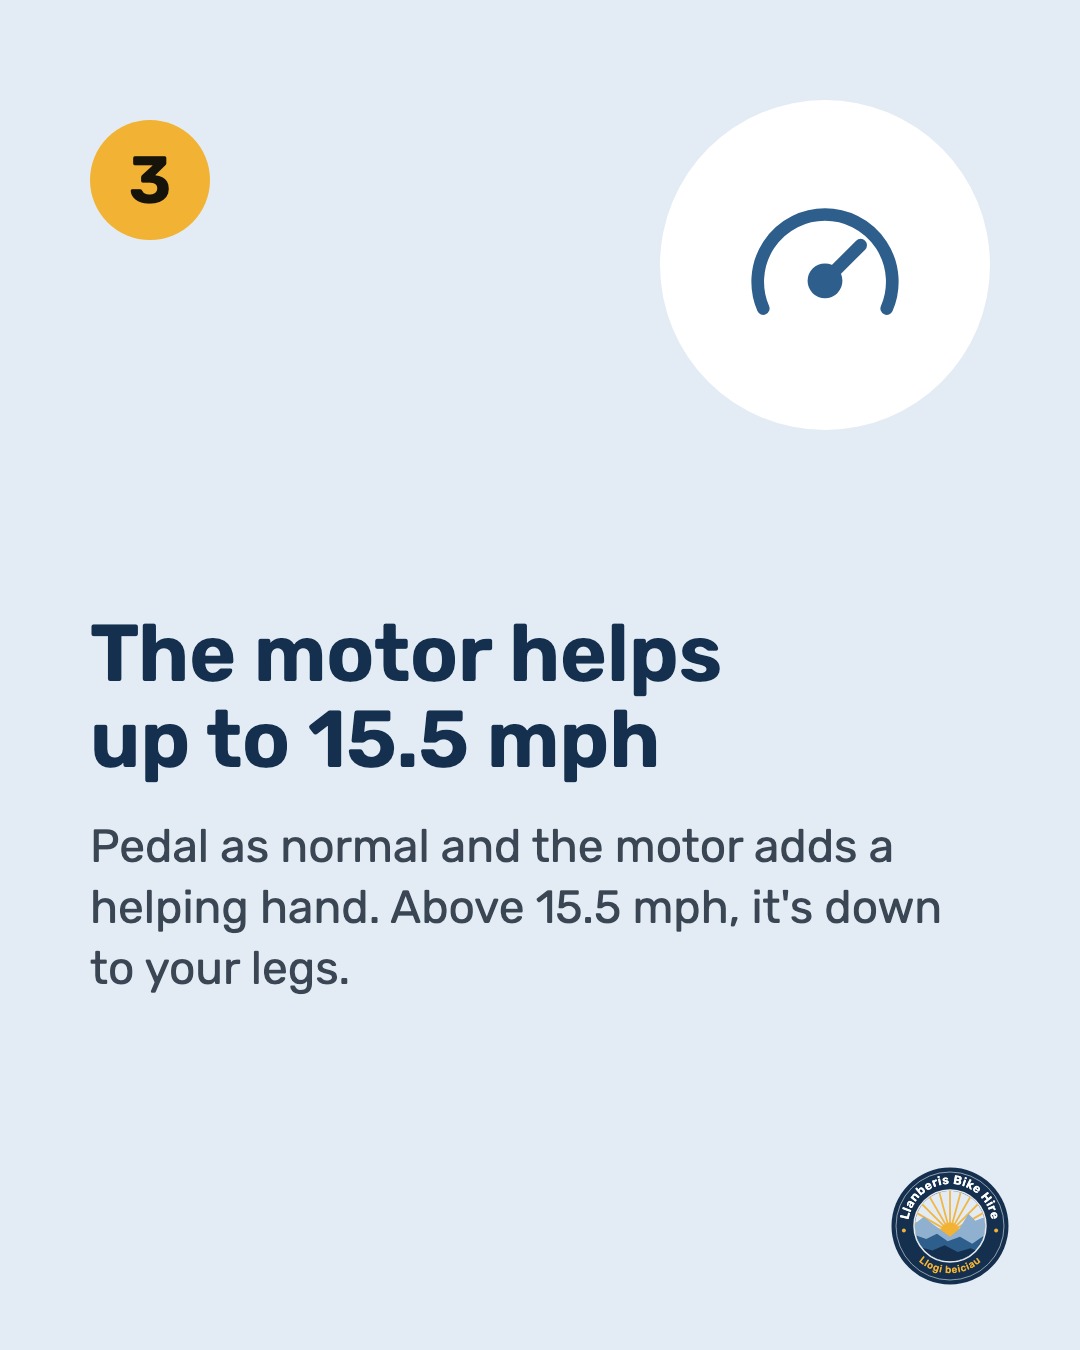 3
The motor helps
up to 15.5 mph
Pedal as normal and the motor adds a
helping hand. Above 15.5 mph, it's down
to your legs.
Llanberis Bike Hire
Llogi beiciau